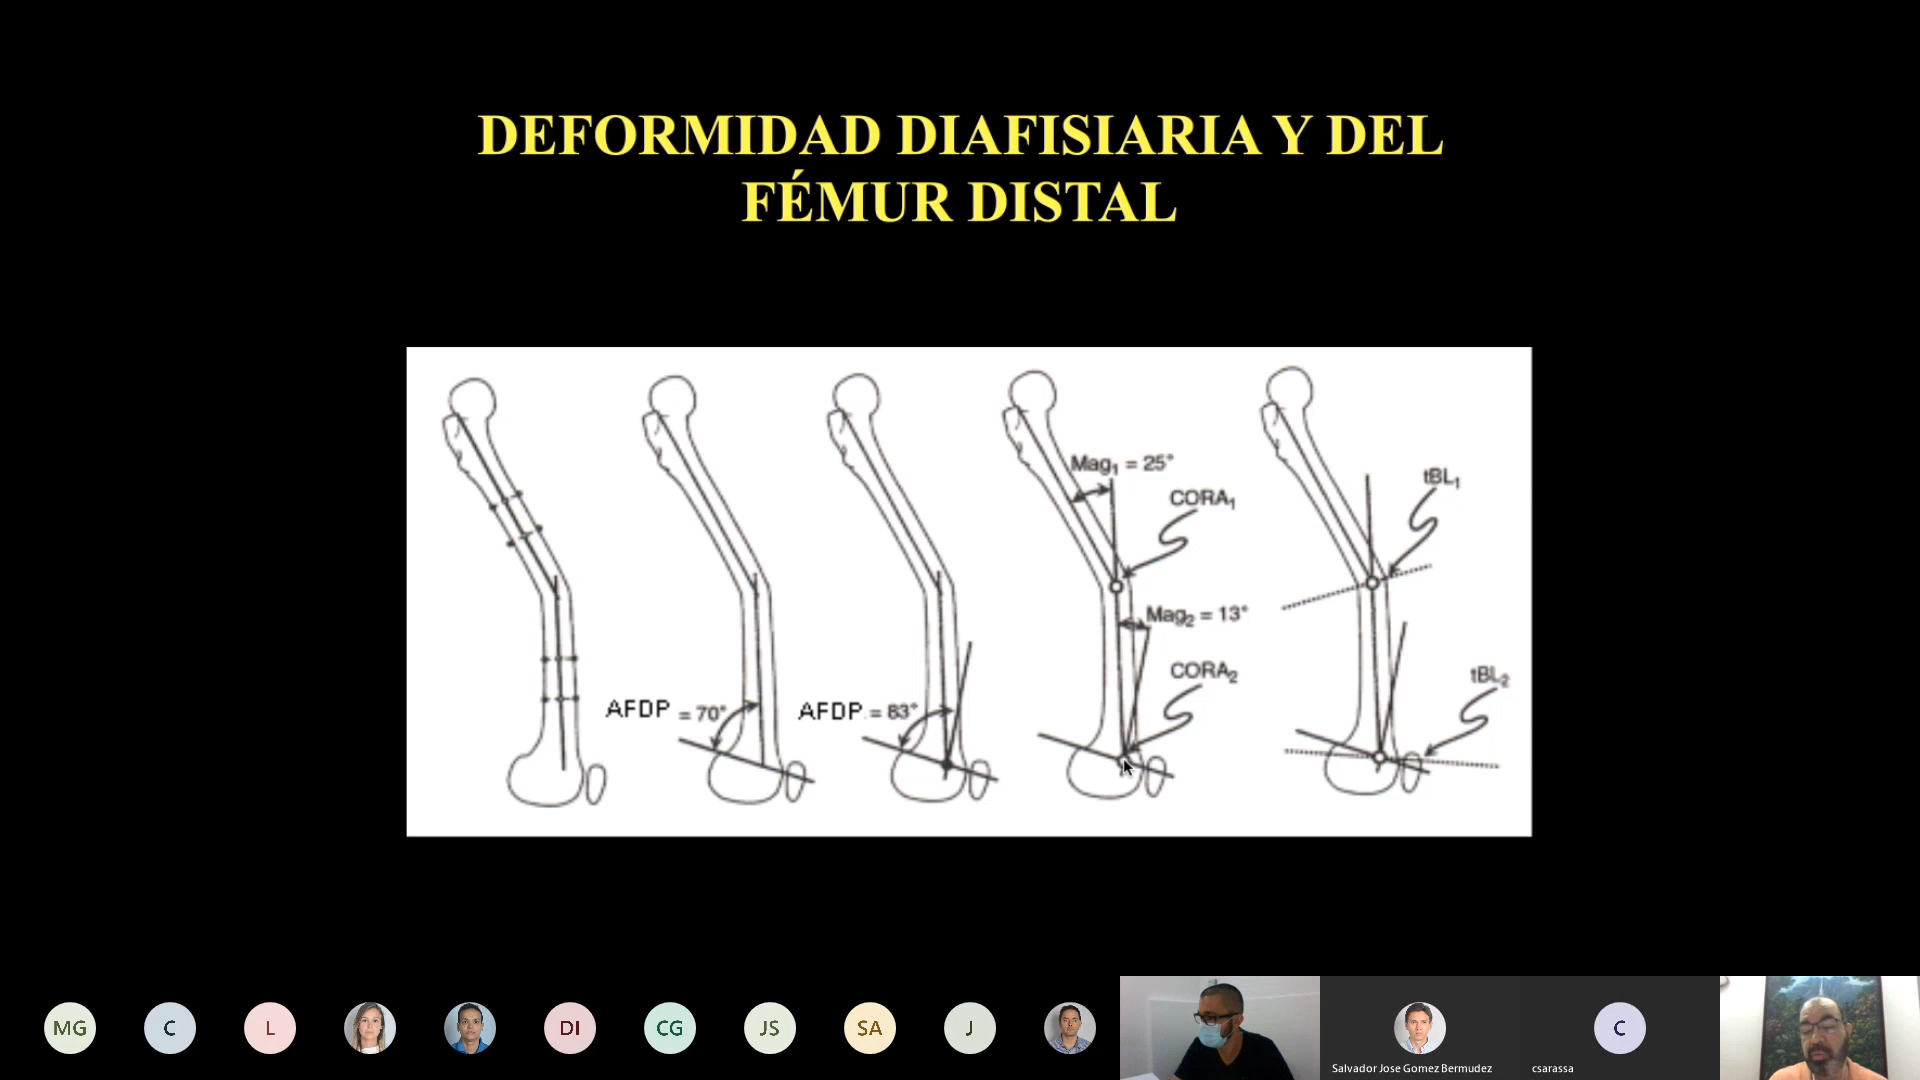 DEFORMIDAD DIAFISIARIA Y DEL
FÉMUR DISTAL
AFDP = 70°
AFDP = 83°
Mag₁ = 25°
CORA₁
Mag₂ = 13°
CORA₂
tBL₁
tBL₂
MG
C
L
DI
CG
JS
SA
J
Salvador Jose Gomez Bermudez
C
csarassa